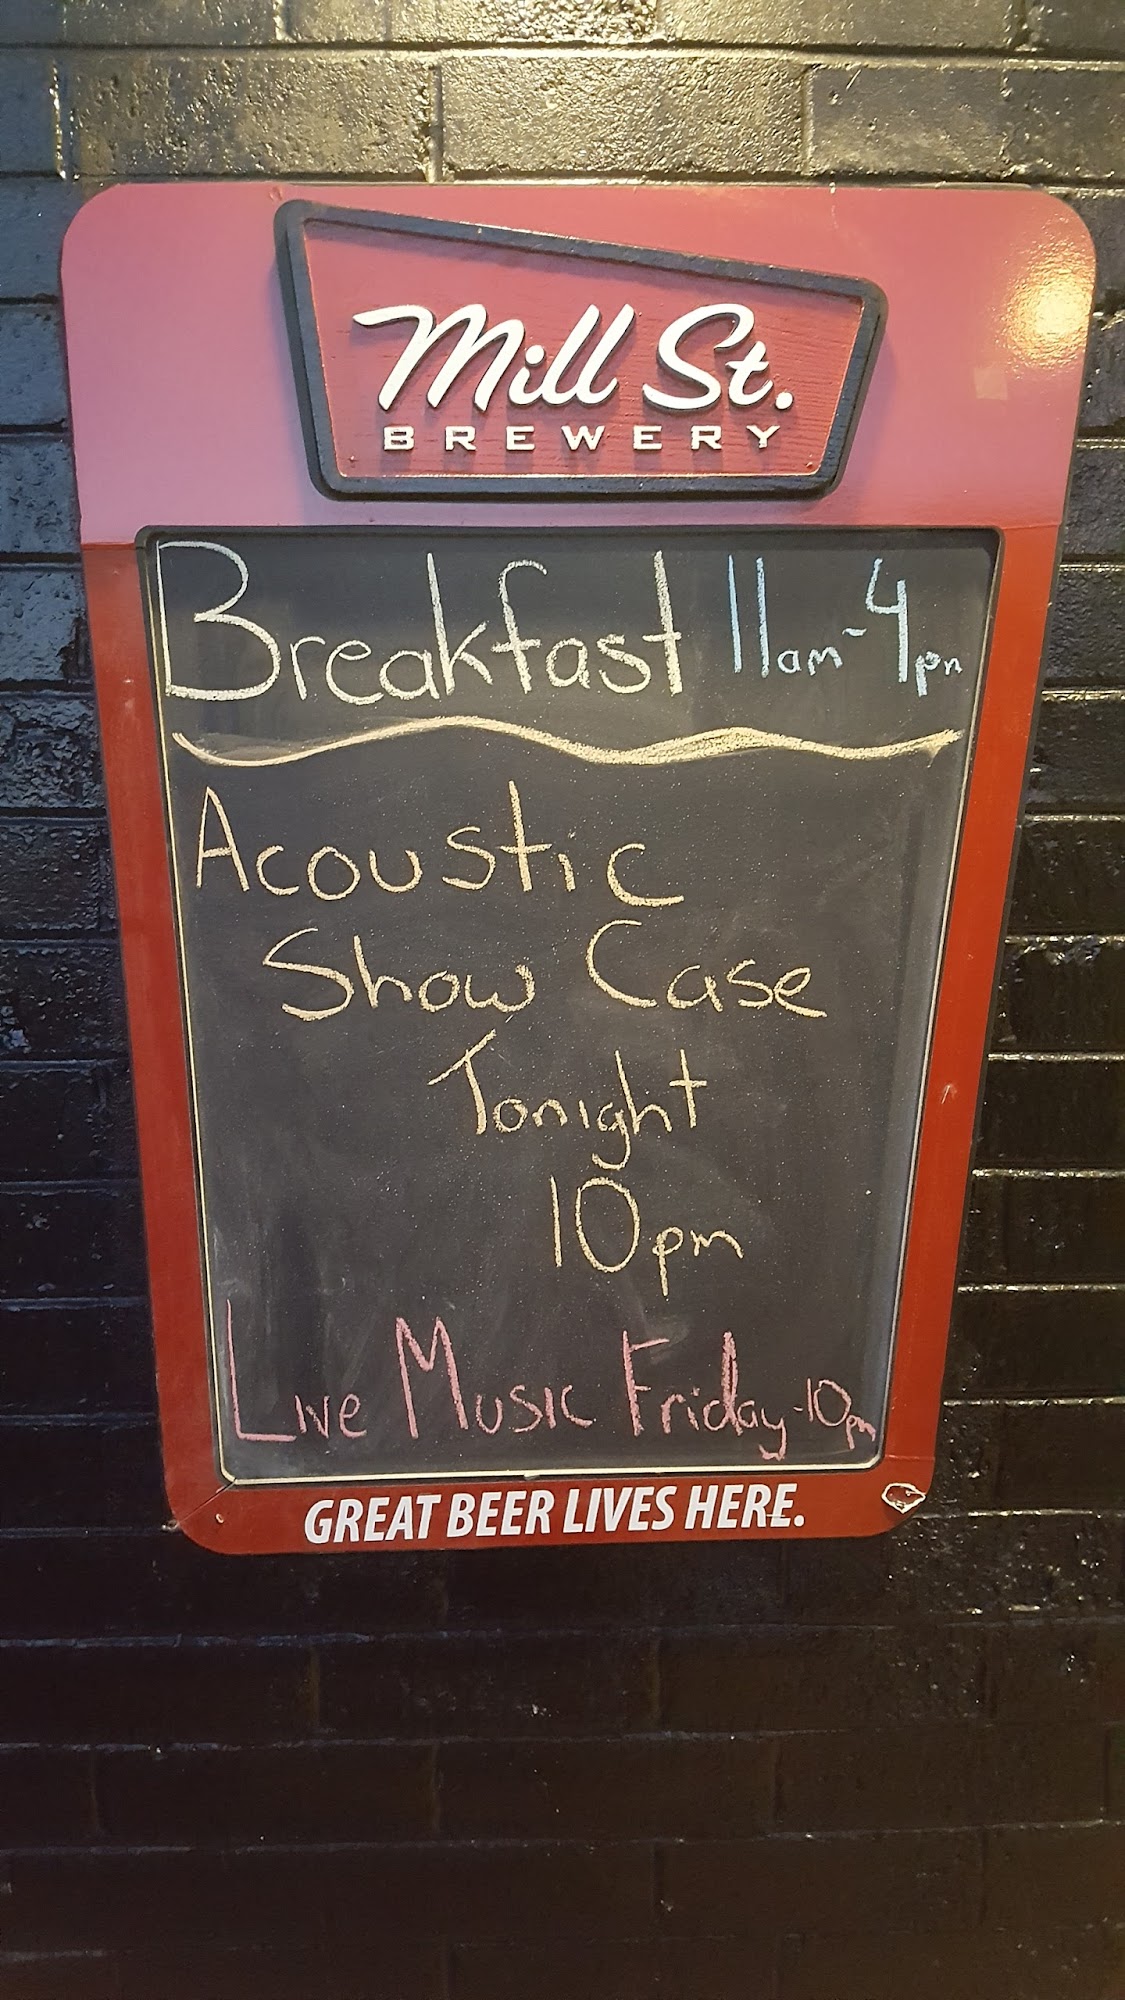 Mill St.
BREWERY
Breakfast 11am-4pm
Acoustic
Show Case
Tonight
10pm
Live Music Friday-10pm
GREAT BEER LIVES HERE.